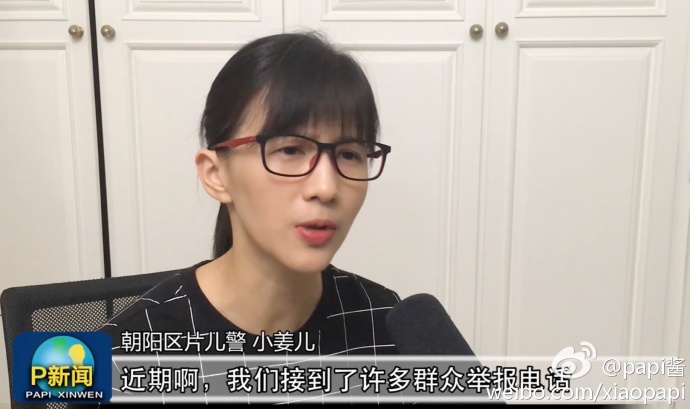 朝阳区片儿警 小姜儿
近期啊，我们接到了许多群众举报电话
P新闻
PAPI XINWEN
@papi酱
weibo.com/xiaopapi